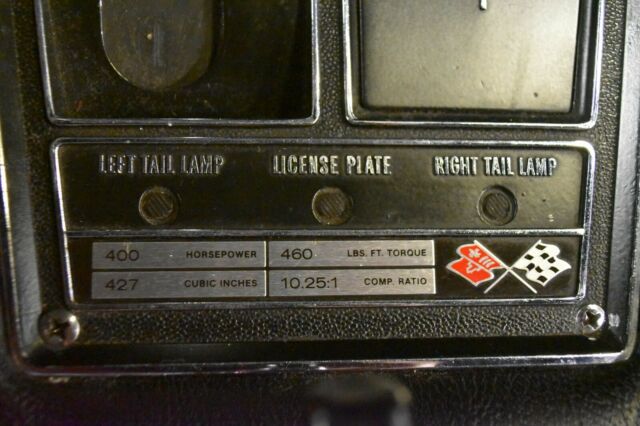 LEFT TAIL LAMP LICENSE PLATE RIGHT TAIL LAMP
400 HORSEPOWER 460 LBS. FT. TORQUE
427 CUBIC INCHES 10.25:1 COMP. RATIO